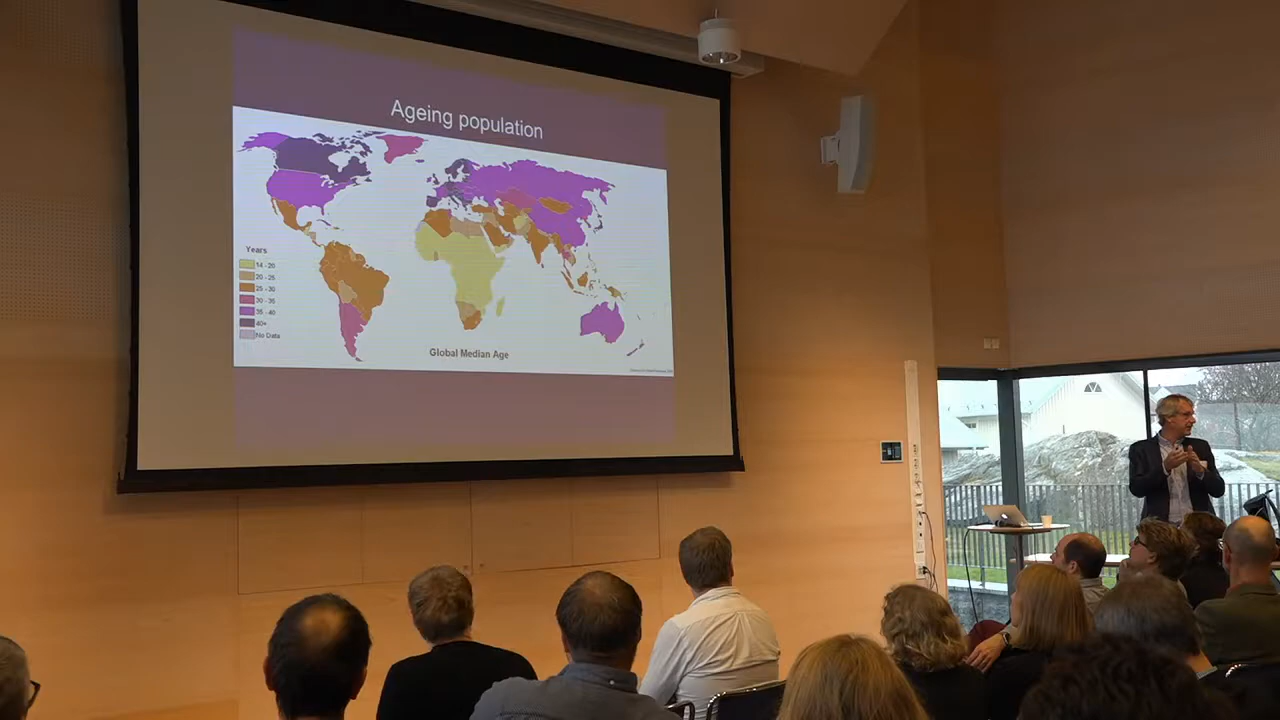 Ageing population
Years
14 - 20
20 - 25
25 - 30
30 - 35
35 - 40
40+
No Data
Global Median Age